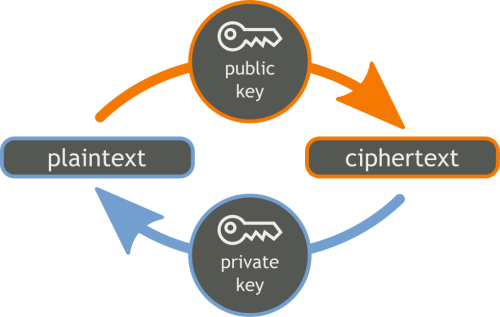 public
key
plaintext
ciphertext
private
key